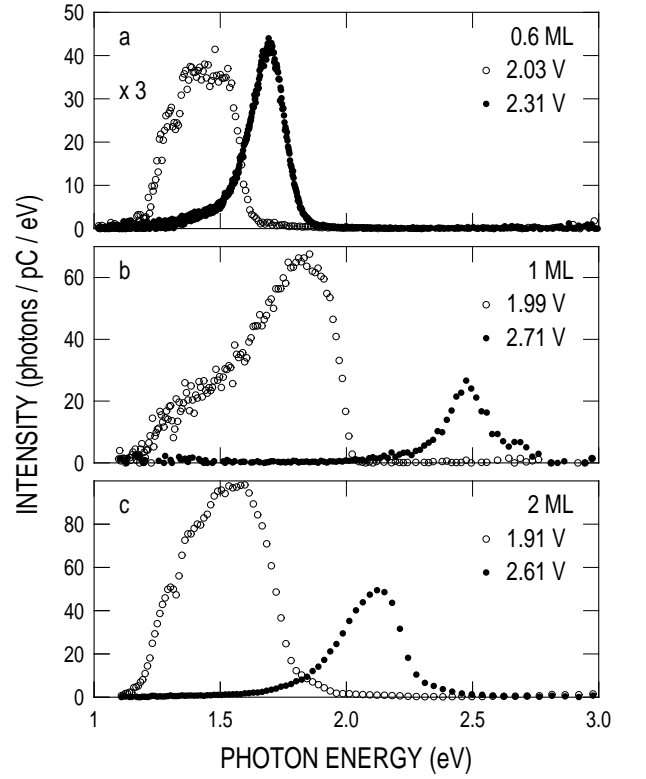 50
40
30
20
10
0
a
x 3
0.6 ML
2.03 V
2.31 V
60
40
20
0
b
1 ML
1.99 V
2.71 V
80
60
40
20
0
c
2 ML
1.91 V
2.61 V
1
1.5
2.0
2.5
3.0
INTENSITY (photons / pC / eV)
PHOTON ENERGY (eV)